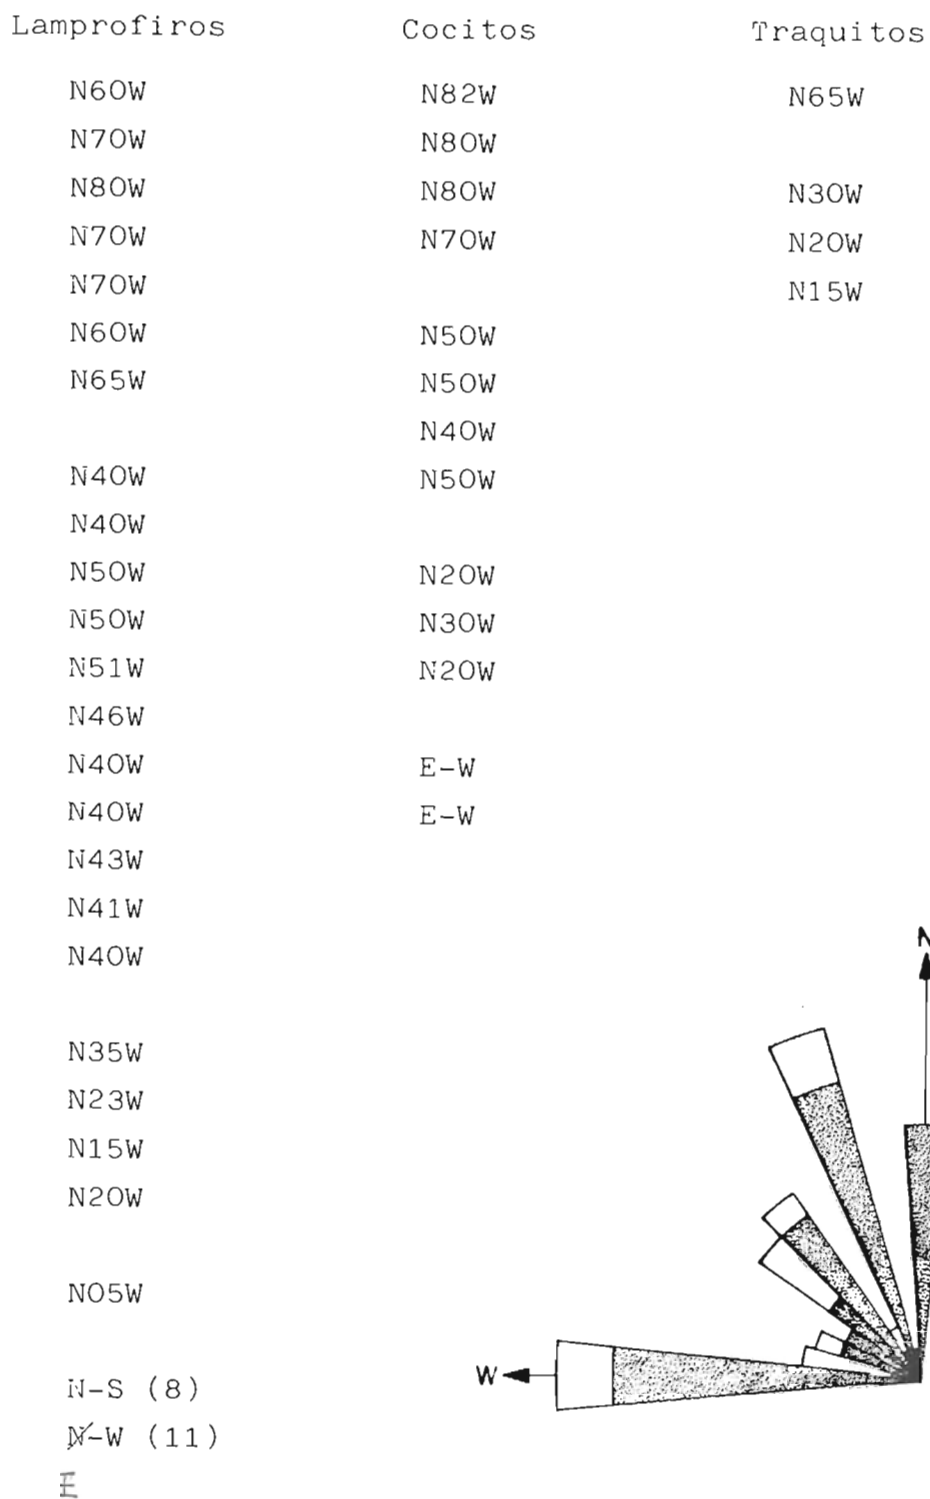 Lamprofiros Cocitos Traquitos
N60W N82W N65W
N70W N80W
N80W N80W N30W
N70W N70W N20W
N70W N15W
N60W N50W
N65W N50W
N40W
N40W N50W
N40W
N50W N20W
N50W N30W
N51W N20W
N46W
N40W E-W
N40W E-W
N43W
N41W
N40W
N
N35W
N23W
N15W
N20W
N05W
W
N-S (8)
N-W (11)
E